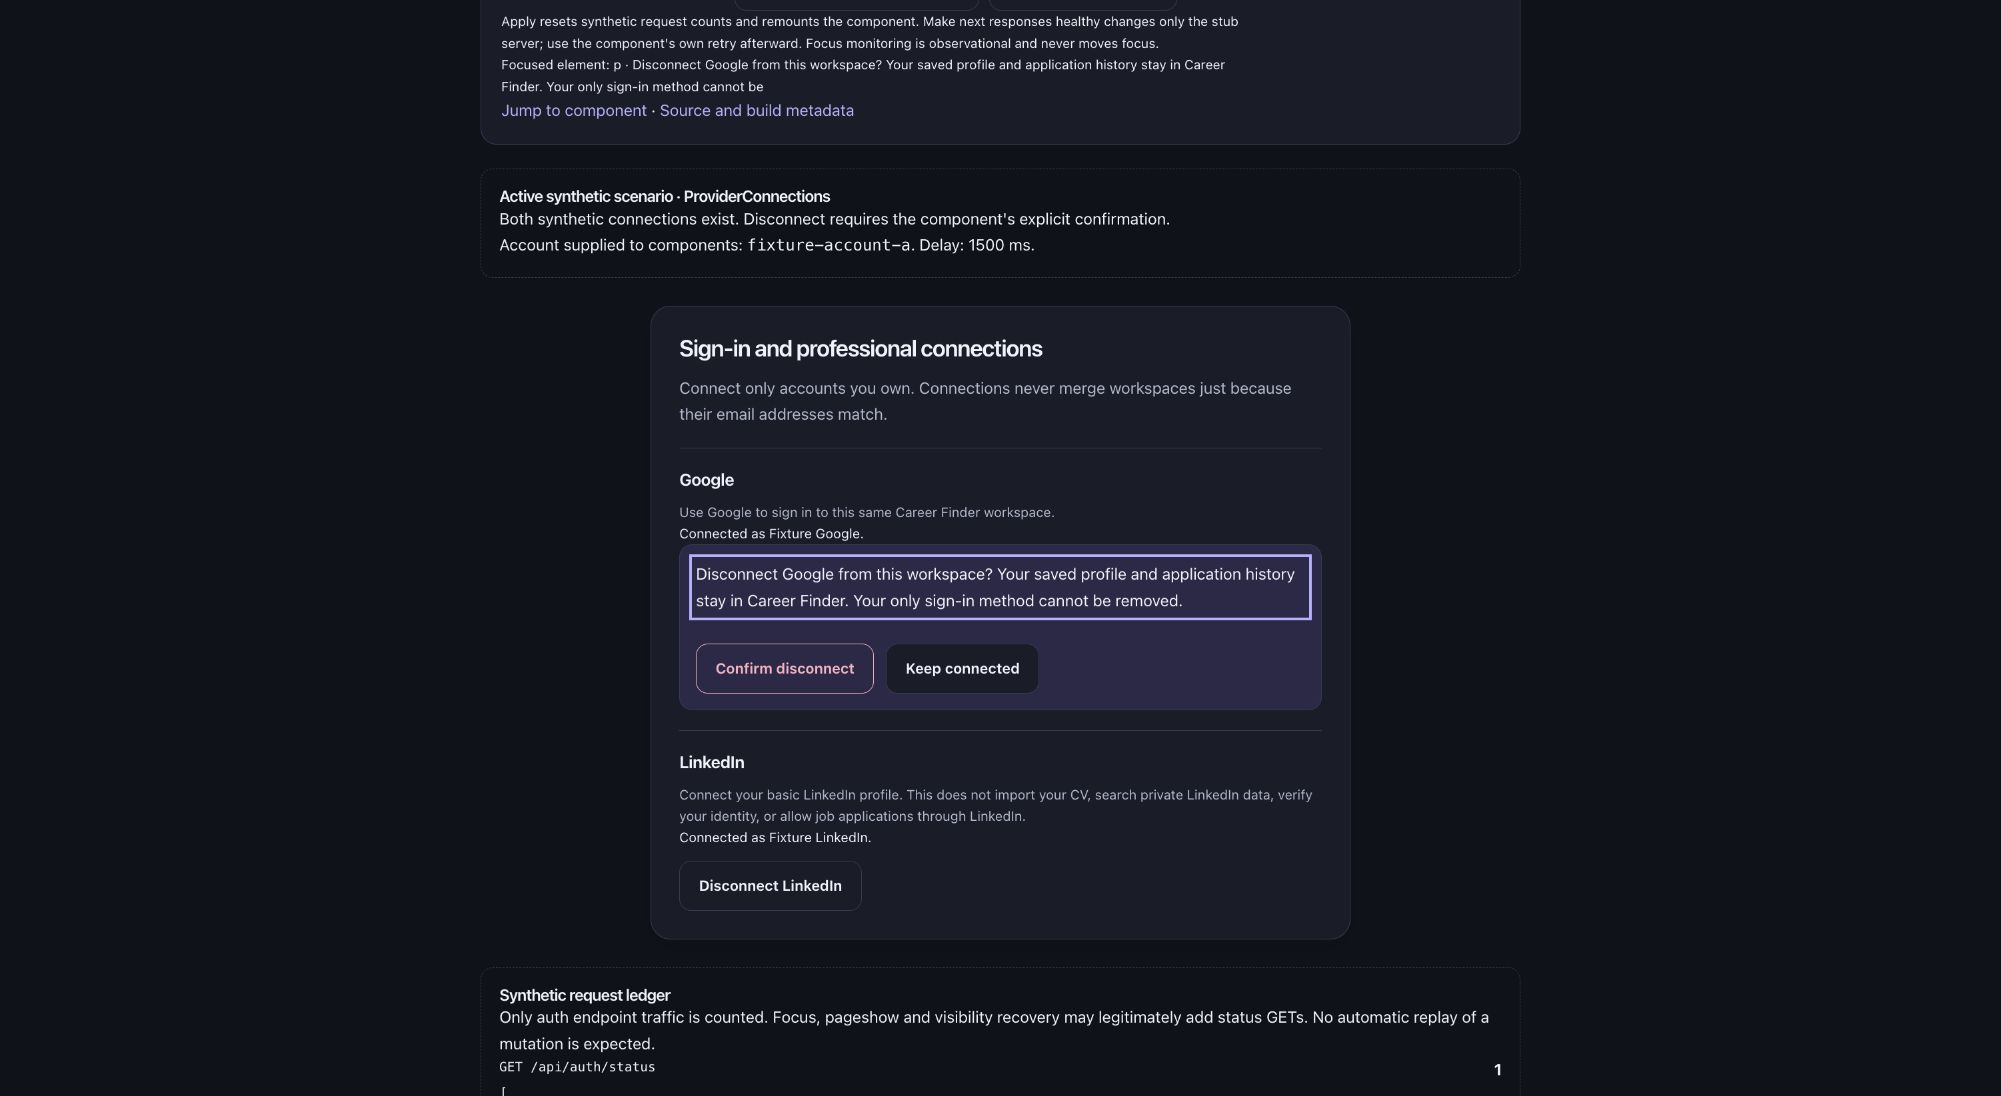 Apply resets synthetic request counts and remounts the component. Make next responses healthy changes only the stub
server; use the component's own retry afterward. Focus monitoring is observational and never moves focus.
Focused element: p · Disconnect Google from this workspace? Your saved profile and application history stay in Career
Finder. Your only sign-in method cannot be
Jump to component · Source and build metadata
Active synthetic scenario · ProviderConnections
Both synthetic connections exist. Disconnect requires the component's explicit confirmation.
Account supplied to components: fixture-account-a. Delay: 1500 ms.
Sign-in and professional connections
Connect only accounts you own. Connections never merge workspaces just because
their email addresses match.
Google
Use Google to sign in to this same Career Finder workspace.
Connected as Fixture Google.
Disconnect Google from this workspace? Your saved profile and application history
stay in Career Finder. Your only sign-in method cannot be removed.
Confirm disconnect Keep connected
LinkedIn
Connect your basic LinkedIn profile. This does not import your CV, search private LinkedIn data, verify
your identity, or allow job applications through LinkedIn.
Connected as Fixture LinkedIn.
Disconnect LinkedIn
Synthetic request ledger
Only auth endpoint traffic is counted. Focus, pageshow and visibility recovery may legitimately add status GETs. No automatic replay of a
mutation is expected.
GET /api/auth/status 1
[